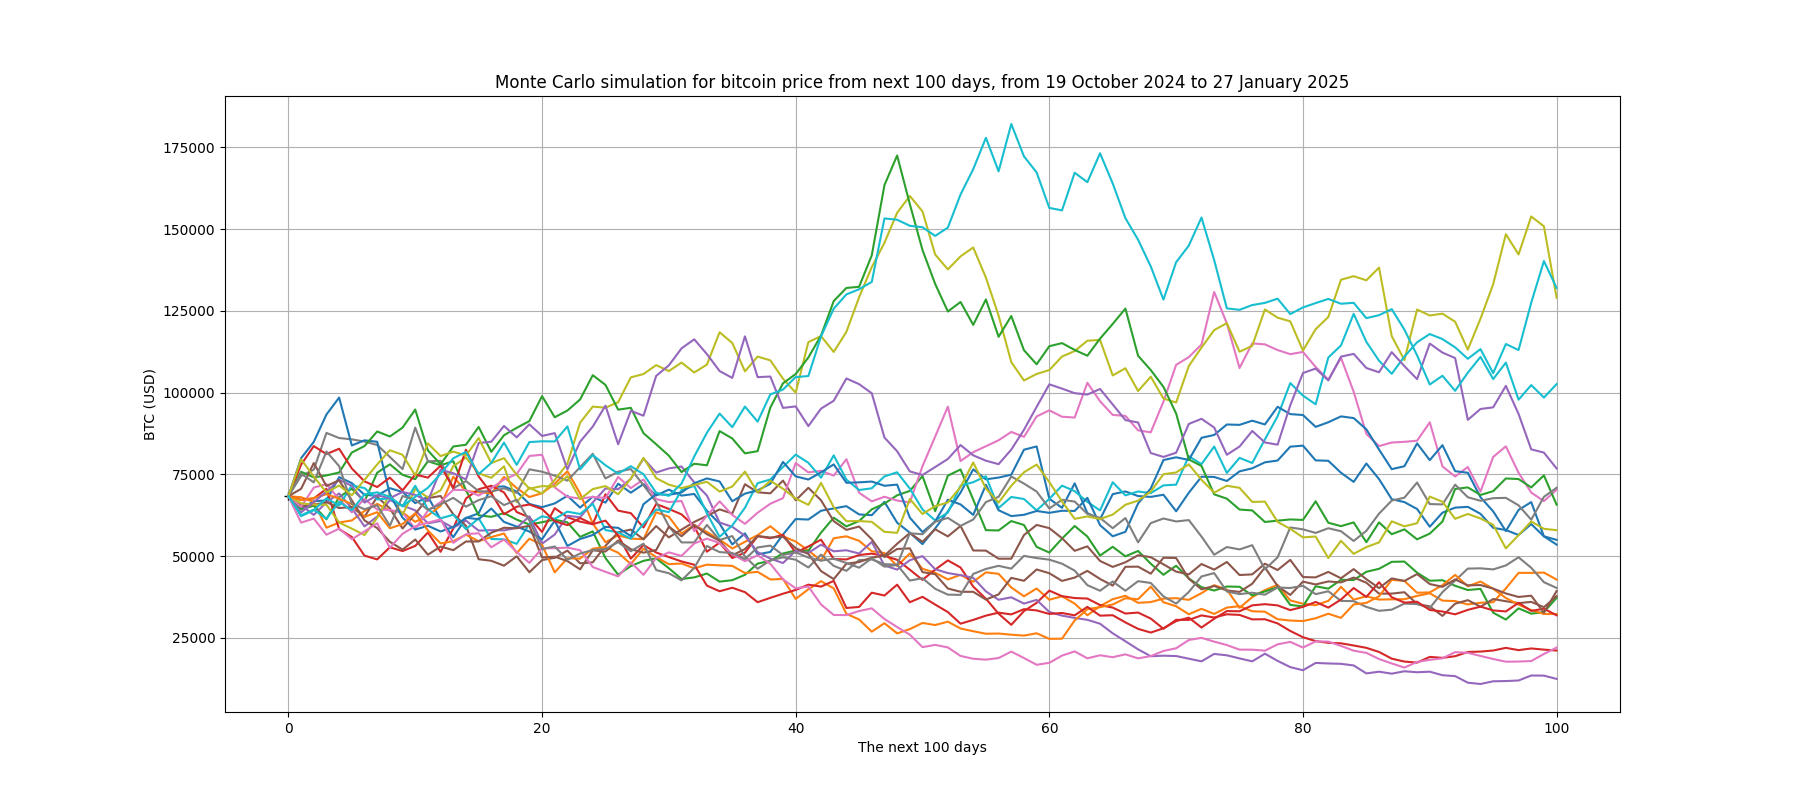 Monte Carlo simulation for bitcoin price from next 100 days, from 19 October 2024 to 27 January 2025
BTC (USD)
175000
150000
125000
100000
75000
50000
25000
0 20 40 60 80 100
The next 100 days